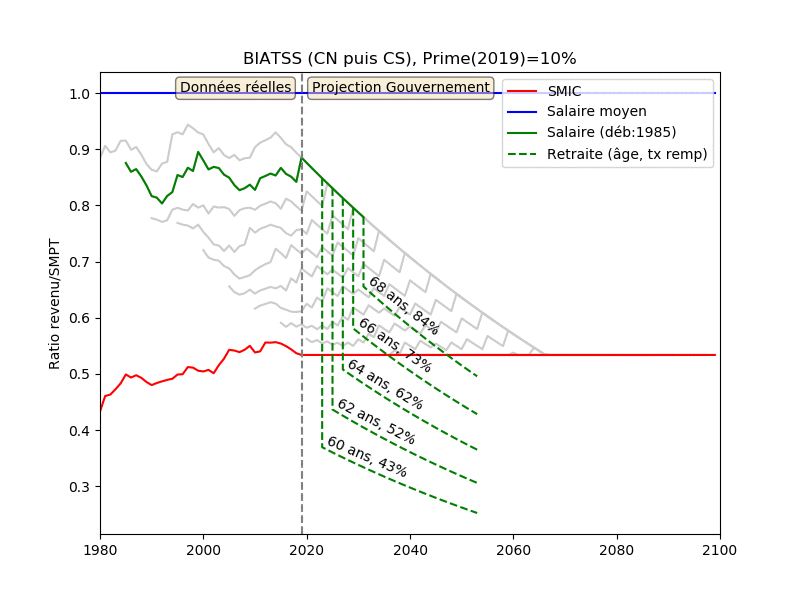 BIATSS (CN puis CS), Prime(2019)=10%
Données réelles
Projection Gouvernement
SMIC
Salaire moyen
Salaire (déb:1985)
Retraite (âge, tx remp)
Ratio revenu/SMPT
1.0
0.9
0.8
0.7
0.6
0.5
0.4
0.3
68 ans, 84%
66 ans, 73%
64 ans, 62%
62 ans, 52%
60 ans, 43%
1980
2000
2020
2040
2060
2080
2100